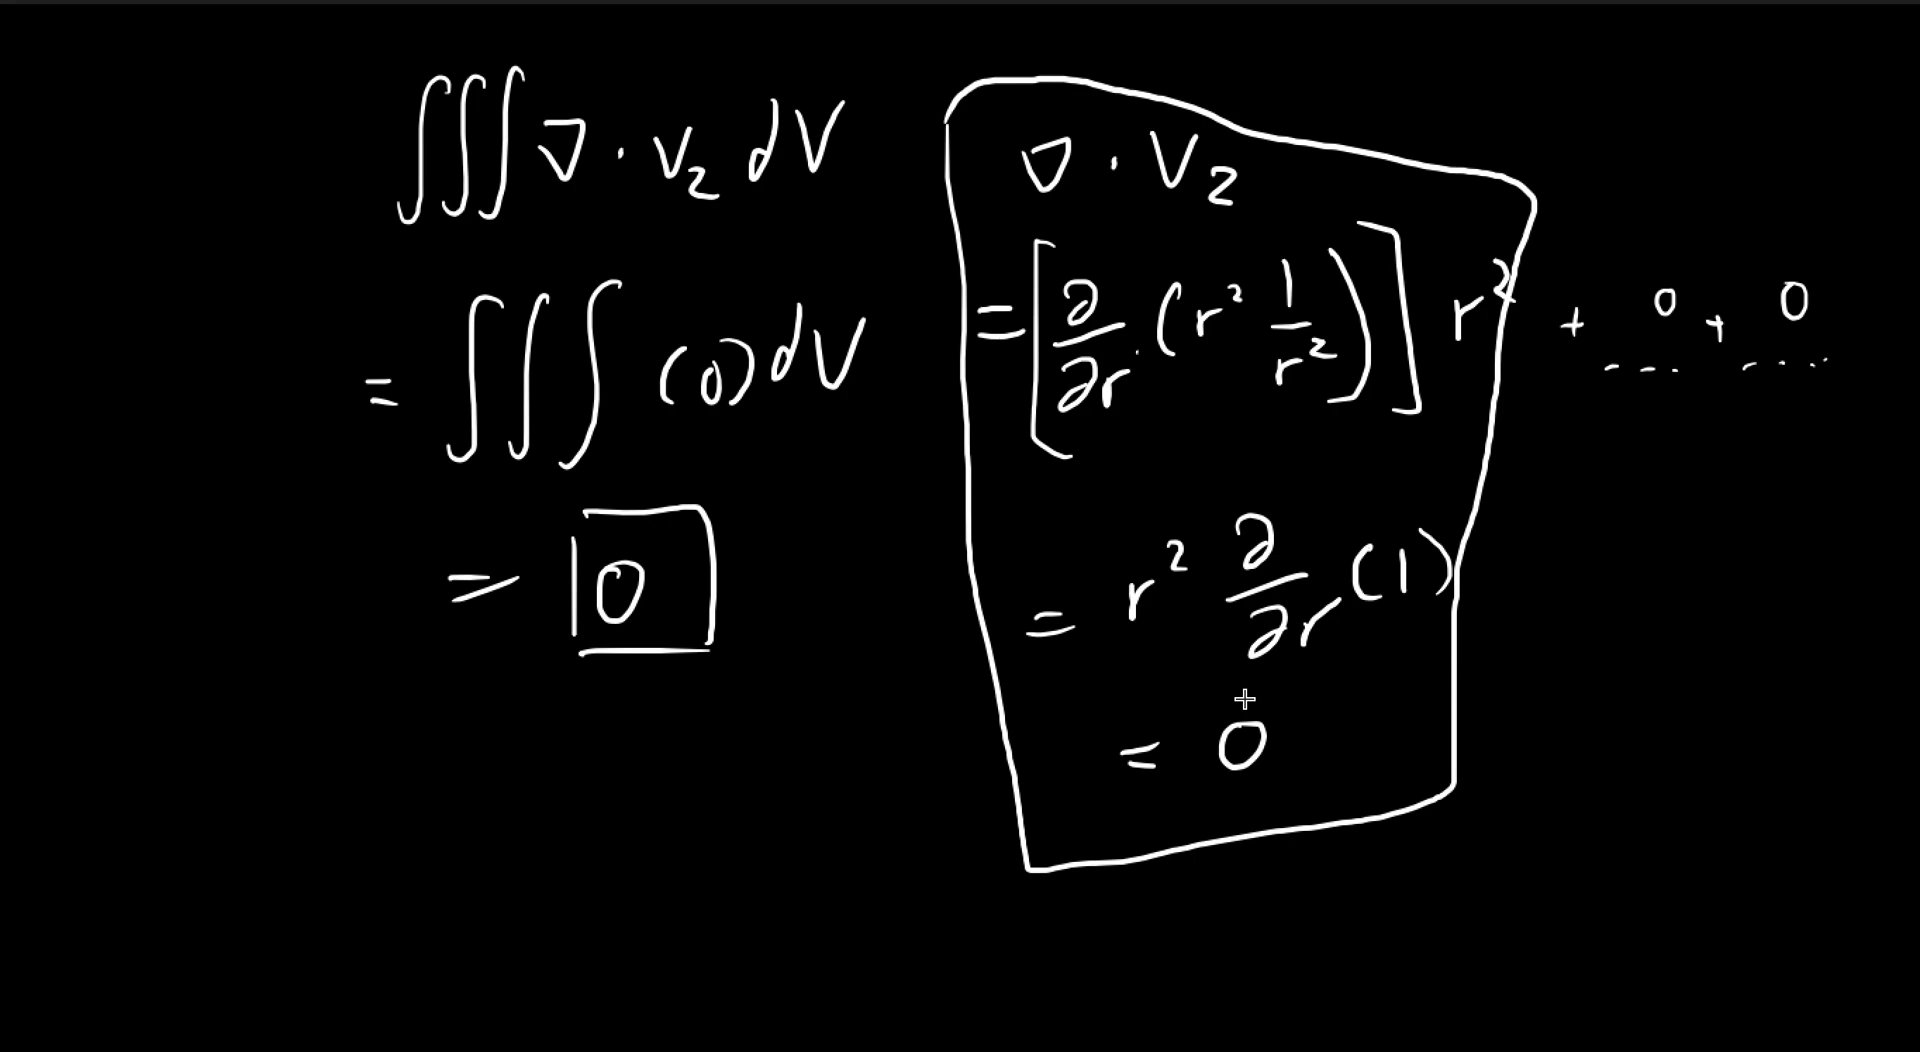 ∭ ∇ · V₂ dV
= ∭ (0) dV
= 0
∇ · V₂
= [∂/∂r (r² 1/r²)] r² + 0 + 0
= r² ∂/∂r (1)
= 0